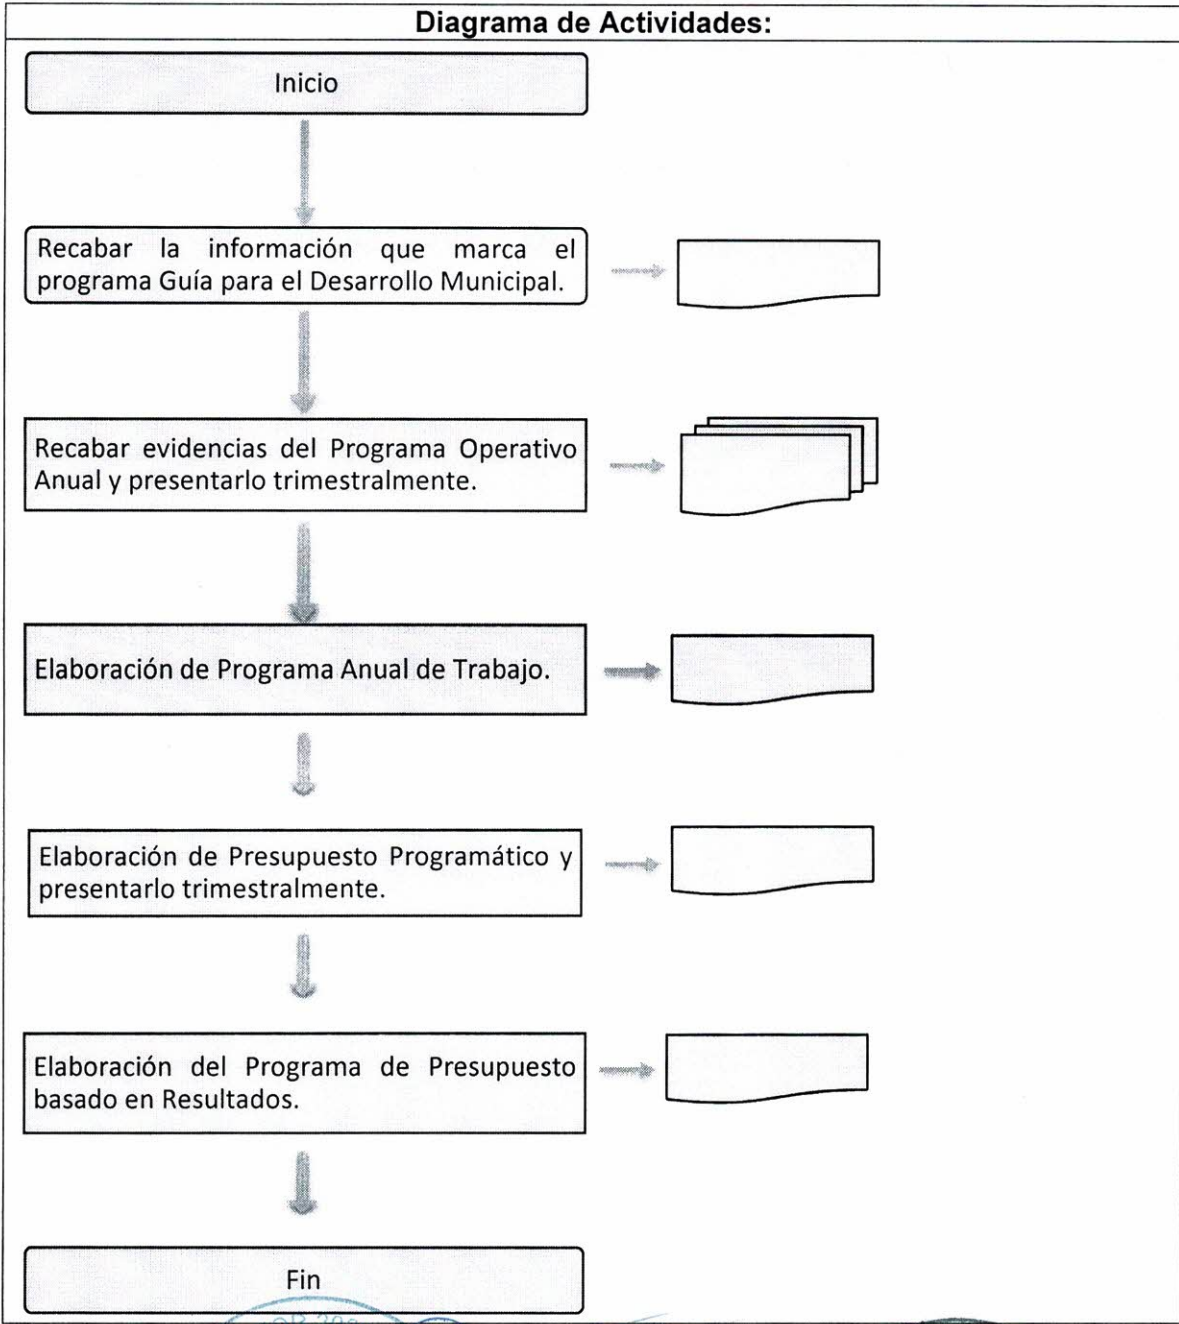 Diagrama de Actividades:
Inicio
Recabar la información que marca el
programa Guía para el Desarrollo Municipal.
Recabar evidencias del Programa Operativo
Anual y presentarlo trimestralmente.
Elaboración de Programa Anual de Trabajo.
Elaboración de Presupuesto Programático y
presentarlo trimestralmente.
Elaboración del Programa de Presupuesto
basado en Resultados.
Fin